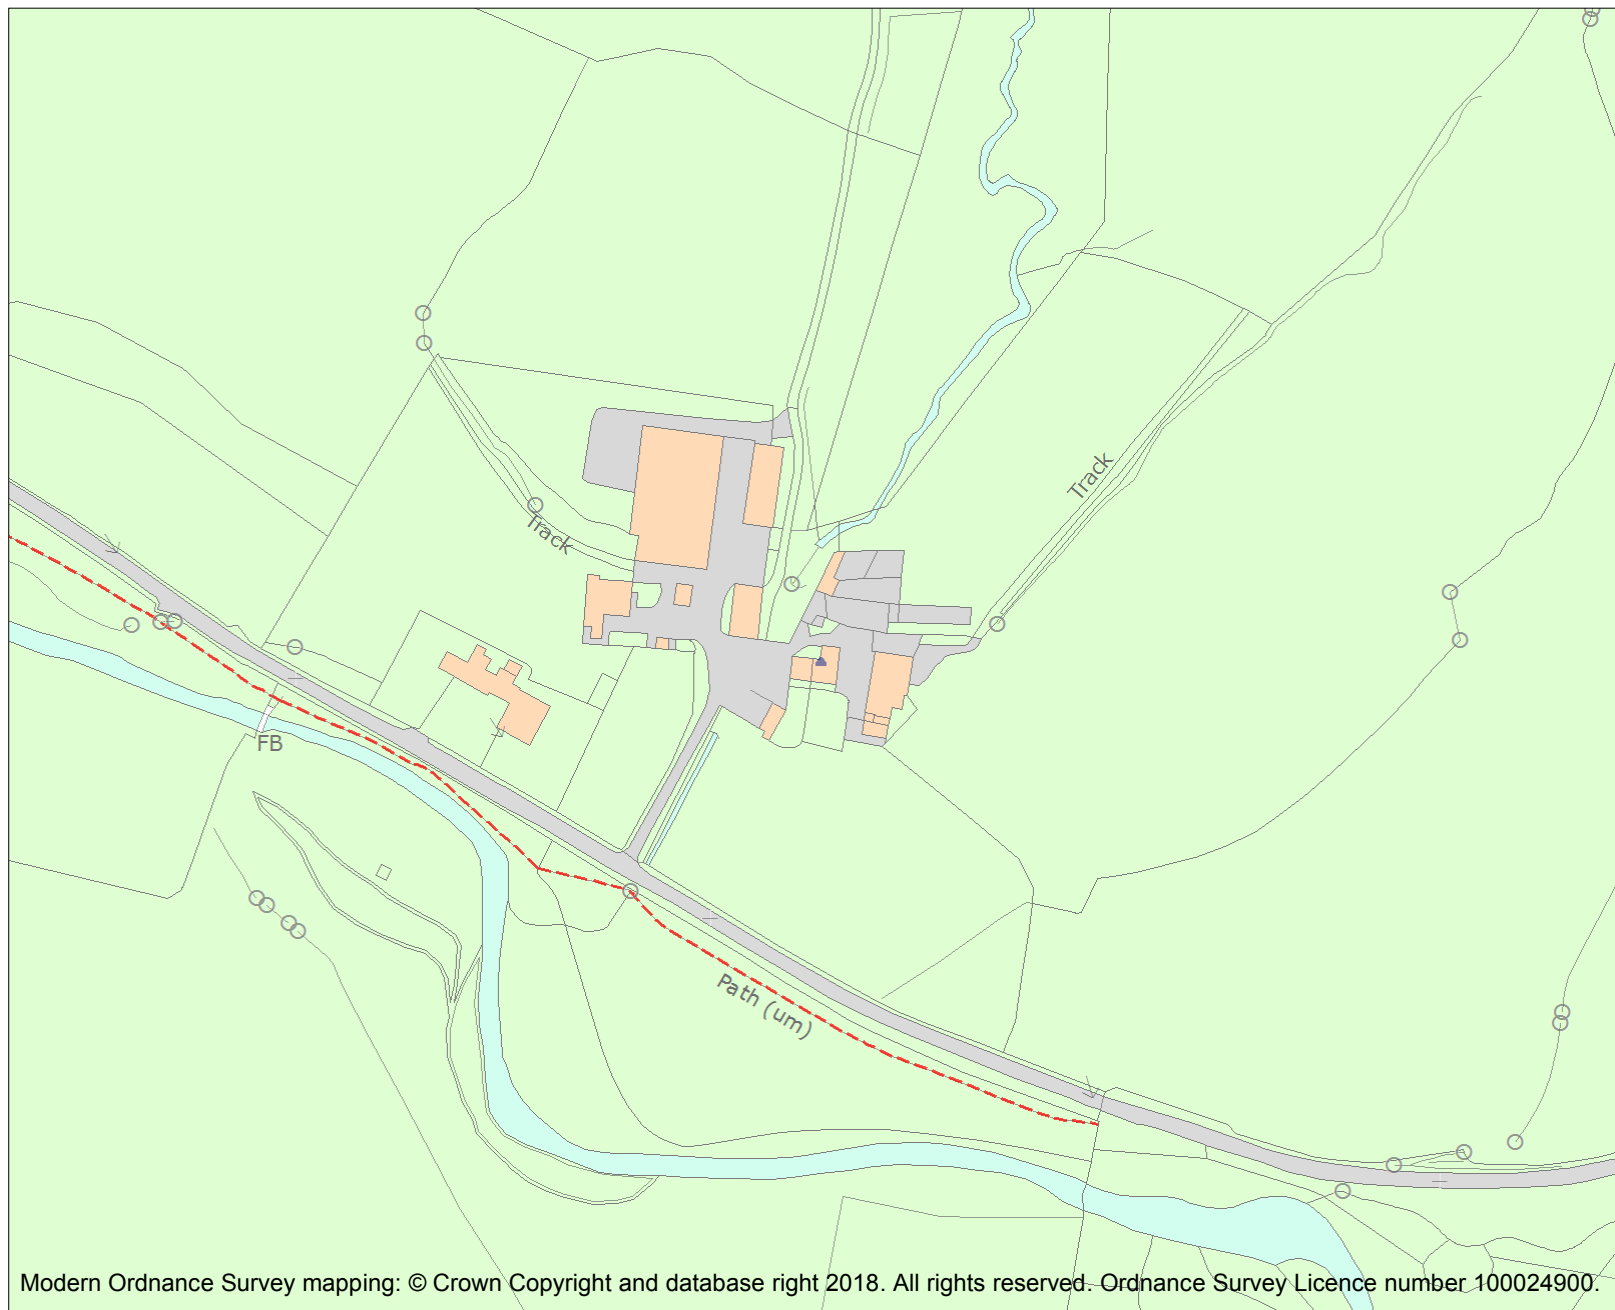 Track
Track
FB
Path (um)
Modern Ordnance Survey mapping: © Crown Copyright and database right 2018. All rights reserved. Ordnance Survey Licence number 100024900.